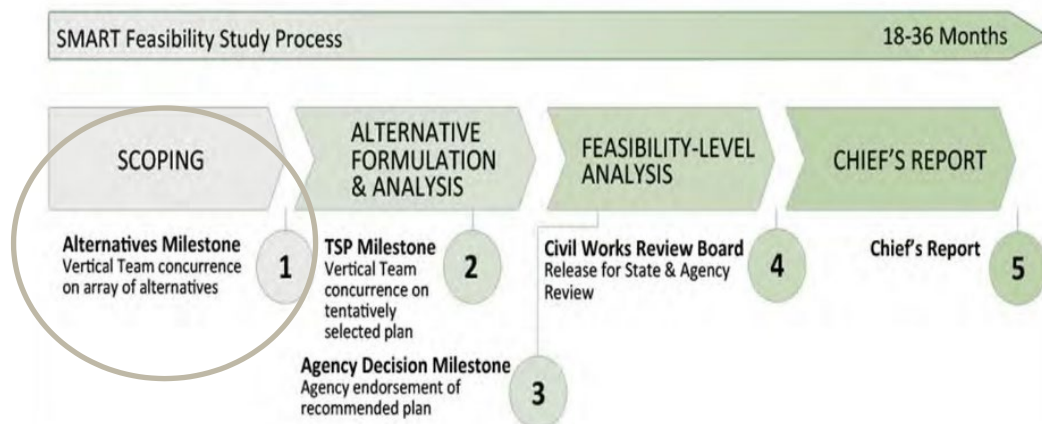 SMART Feasibility Study Process
18-36 Months
SCOPING
ALTERNATIVE
FORMULATION
& ANALYSIS
FEASIBILITY-LEVEL
ANALYSIS
CHIEF'S REPORT
Alternatives Milestone
Vertical Team concurrence
on array of alternatives
1
TSP Milestone
Vertical Team
concurrence on
tentatively
selected plan
2
Agency Decision Milestone
Agency endorsement of
recommended plan
3
Civil Works Review Board
Release for State & Agency
Review
4
Chief's Report
5